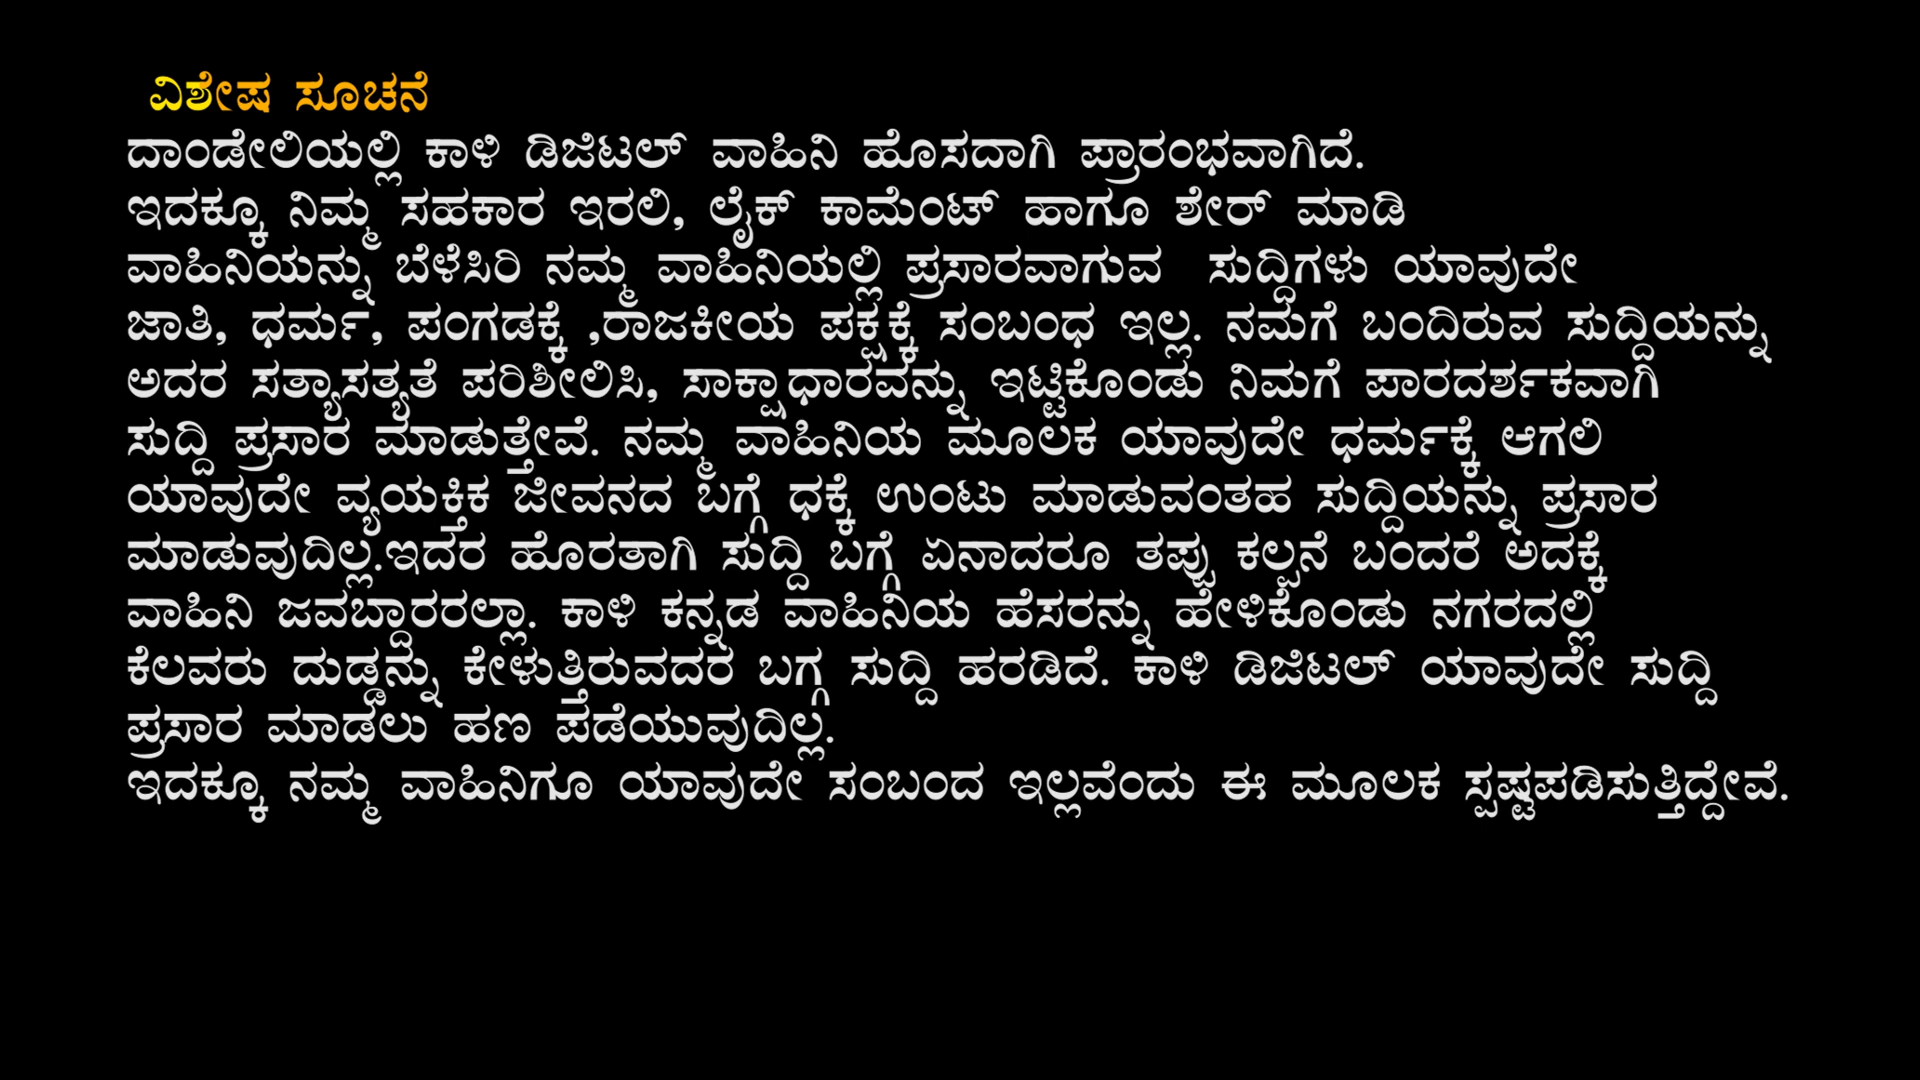 ವಿಶೇಷ ಸೂಚನೆ
ದಾಂಡೇಲಿಯಲ್ಲಿ ಕಾಳಿ ಡಿಜಿಟಲ್ ವಾಹಿನಿ ಹೊಸದಾಗಿ ಪ್ರಾರಂಭವಾಗಿದೆ.
ಇದಕ್ಕೂ ನಿಮ್ಮ ಸಹಕಾರ ಇರಲಿ, ಲೈಕ್ ಕಾಮೆಂಟ್ ಹಾಗೂ ಶೇರ್ ಮಾಡಿ
ವಾಹಿನಿಯನ್ನು ಬೆಳೆಸಿರಿ ನಮ್ಮ ವಾಹಿನಿಯಲ್ಲಿ ಪ್ರಸಾರವಾಗುವ ಸುದ್ದಿಗಳು ಯಾವುದೇ
ಜಾತಿ, ಧರ್ಮ, ಪಂಗಡಕ್ಕೆ ,ರಾಜಕೀಯ ಪಕ್ಷಕ್ಕೆ ಸಂಬಂಧ ಇಲ್ಲ. ನಮಗೆ ಬಂದಿರುವ ಸುದ್ದಿಯನ್ನು
ಅದರ ಸತ್ಯಾಸತ್ಯತೆ ಪರಿಶೀಲಿಸಿ, ಸಾಕ್ಷಾಧಾರವನ್ನು ಇಟ್ಟಿಕೊಂಡು ನಿಮಗೆ ಪಾರದರ್ಶಕವಾಗಿ
ಸುದ್ದಿ ಪ್ರಸಾರ ಮಾಡುತ್ತೇವೆ. ನಮ್ಮ ವಾಹಿನಿಯ ಮೂಲಕ ಯಾವುದೇ ಧರ್ಮಕ್ಕೆ ಆಗಲಿ
ಯಾವುದೇ ವ್ಯಯಕ್ತಿಕ ಜೀವನದ ಬಗ್ಗೆ ಧಕ್ಕೆ ಉಂಟು ಮಾಡುವಂತಹ ಸುದ್ದಿಯನ್ನು ಪ್ರಸಾರ
ಮಾಡುವುದಿಲ್ಲ.ಇದರ ಹೊರತಾಗಿ ಸುದ್ದಿ ಬಗ್ಗೆ ಏನಾದರೂ ತಪ್ಪು ಕಲ್ಪನೆ ಬಂದರೆ ಅದಕ್ಕೆ
ವಾಹಿನಿ ಜವಬ್ದಾರರಲ್ಲಾ. ಕಾಳಿ ಕನ್ನಡ ವಾಹಿನಿಯ ಹೆಸರನ್ನು ಹೇಳಿಕೊಂಡು ನಗರದಲ್ಲಿ
ಕೆಲವರು ದುಡ್ಡನ್ನು ಕೇಳುತ್ತಿರುವದರ ಬಗ್ಗ ಸುದ್ದಿ ಹರಡಿದೆ. ಕಾಳಿ ಡಿಜಿಟಲ್ ಯಾವುದೇ ಸುದ್ದಿ
ಪ್ರಸಾರ ಮಾಡಲು ಹಣ ಪಡೆಯುವುದಿಲ್ಲ.
ಇದಕ್ಕೂ ನಮ್ಮ ವಾಹಿನಿಗೂ ಯಾವುದೇ ಸಂಬಂದ ಇಲ್ಲವೆಂದು ಈ ಮೂಲಕ ಸ್ಪಷ್ಟಪಡಿಸುತ್ತಿದ್ದೇವೆ.